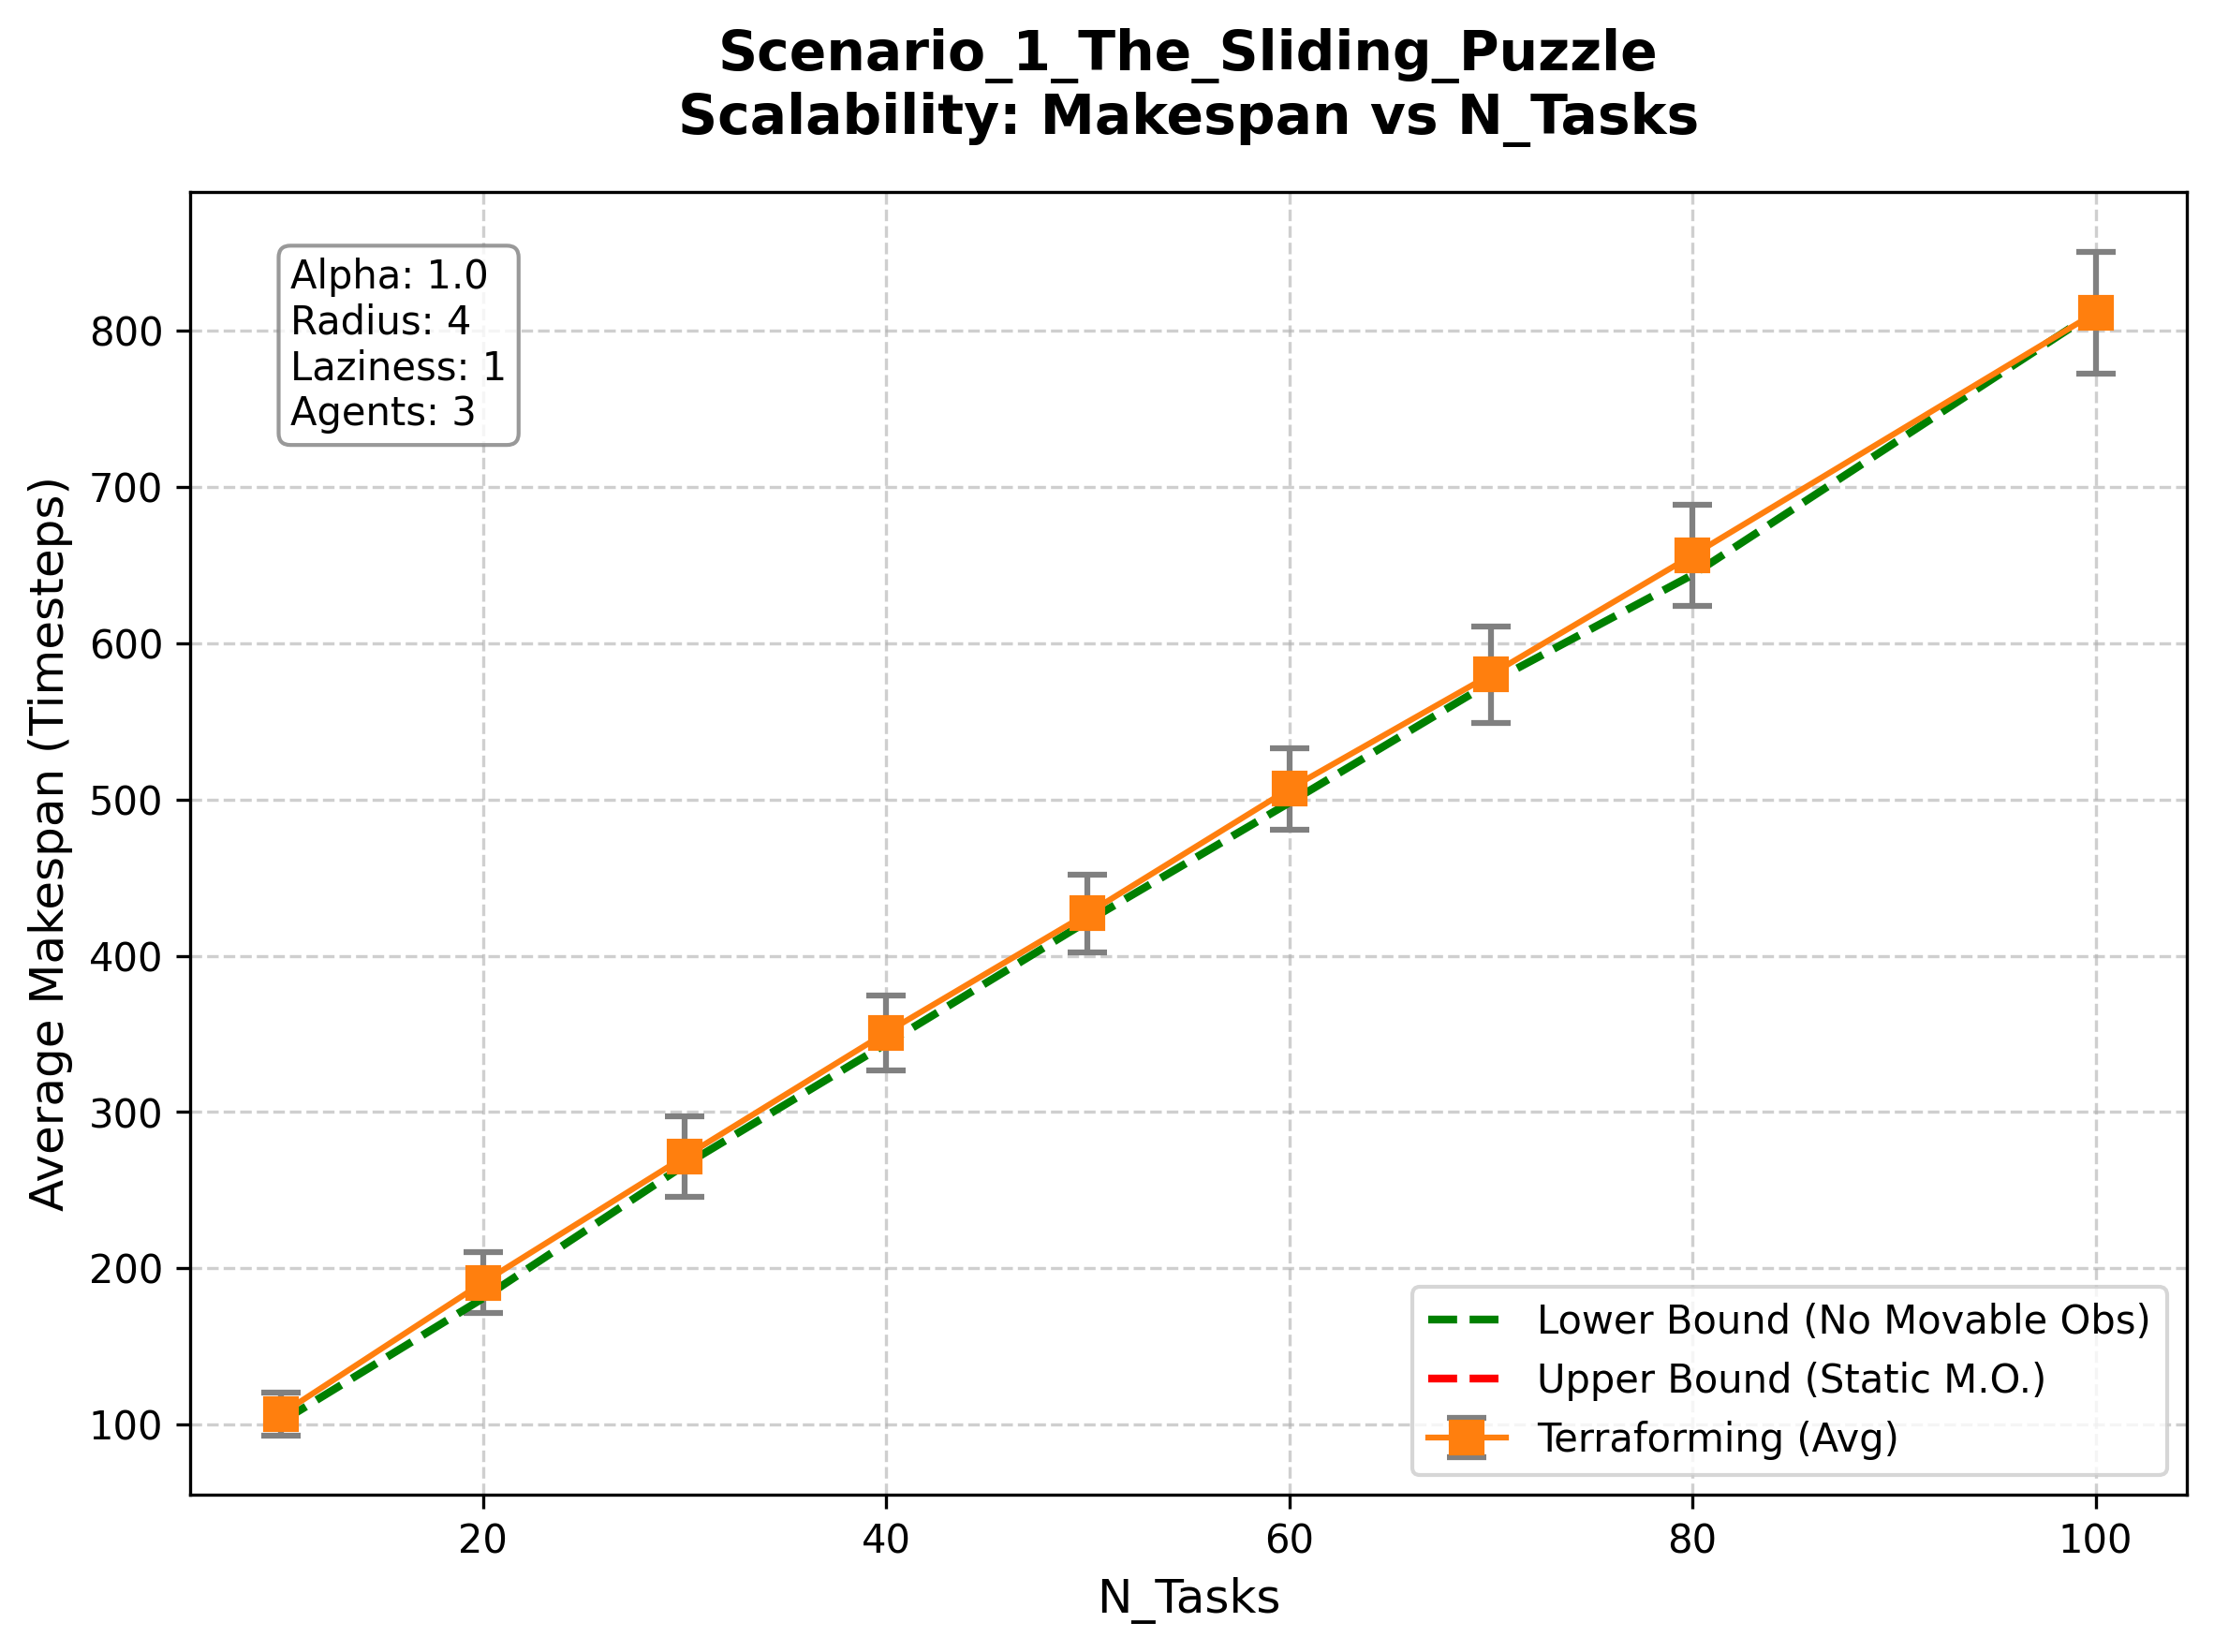 Scenario_1_The_Sliding_Puzzle
Scalability: Makespan vs N_Tasks
Alpha: 1.0
Radius: 4
Laziness: 1
Agents: 3
Average Makespan (Timesteps)
800
700
600
500
400
300
200
100
Lower Bound (No Movable Obs)
Upper Bound (Static M.O.)
Terraforming (Avg)
20 40 60 80 100
N_Tasks